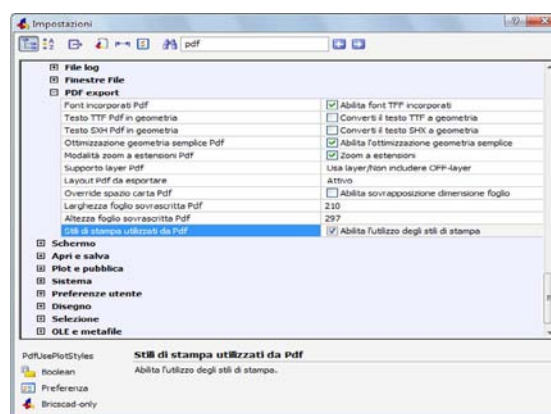 Impostazioni
pdf
File log
Finestre File
PDF export
Font incorporati Pdf Abilita font TFF incorporati
Testo TTF Pdf in geometria Converti il testo TTF a geometria
Testo SXH Pdf in geometria Converti il testo SHX a geometria
Ottimizzazione geometria semplice Pdf Abilita l'ottimizzazione geometria semplice
Modalità zoom a estensioni Pdf Zoom a estensioni
Supporto layer Pdf Usa layer/Non includere OFF-layer
Layout Pdf da esportare Attivo
Override spazio carta Pdf Abilita sovrapposizione dimensione foglio
Larghezza foglio sovrascritta Pdf 210
Altezza foglio sovrascritta Pdf 297
Stili di stampa utilizzati da Pdf Abilita l'utilizzo degli stili di stampa
Schermo
Apri e salva
Plot e pubblica
Sistema
Preferenze utente
Disegno
Selezione
OLE e metafile
PdfUsePlotStyles Stili di stampa utilizzati da Pdf
Boolean Abilita l'utilizzo degli stili di stampa.
Preferenza
Bricscad-only